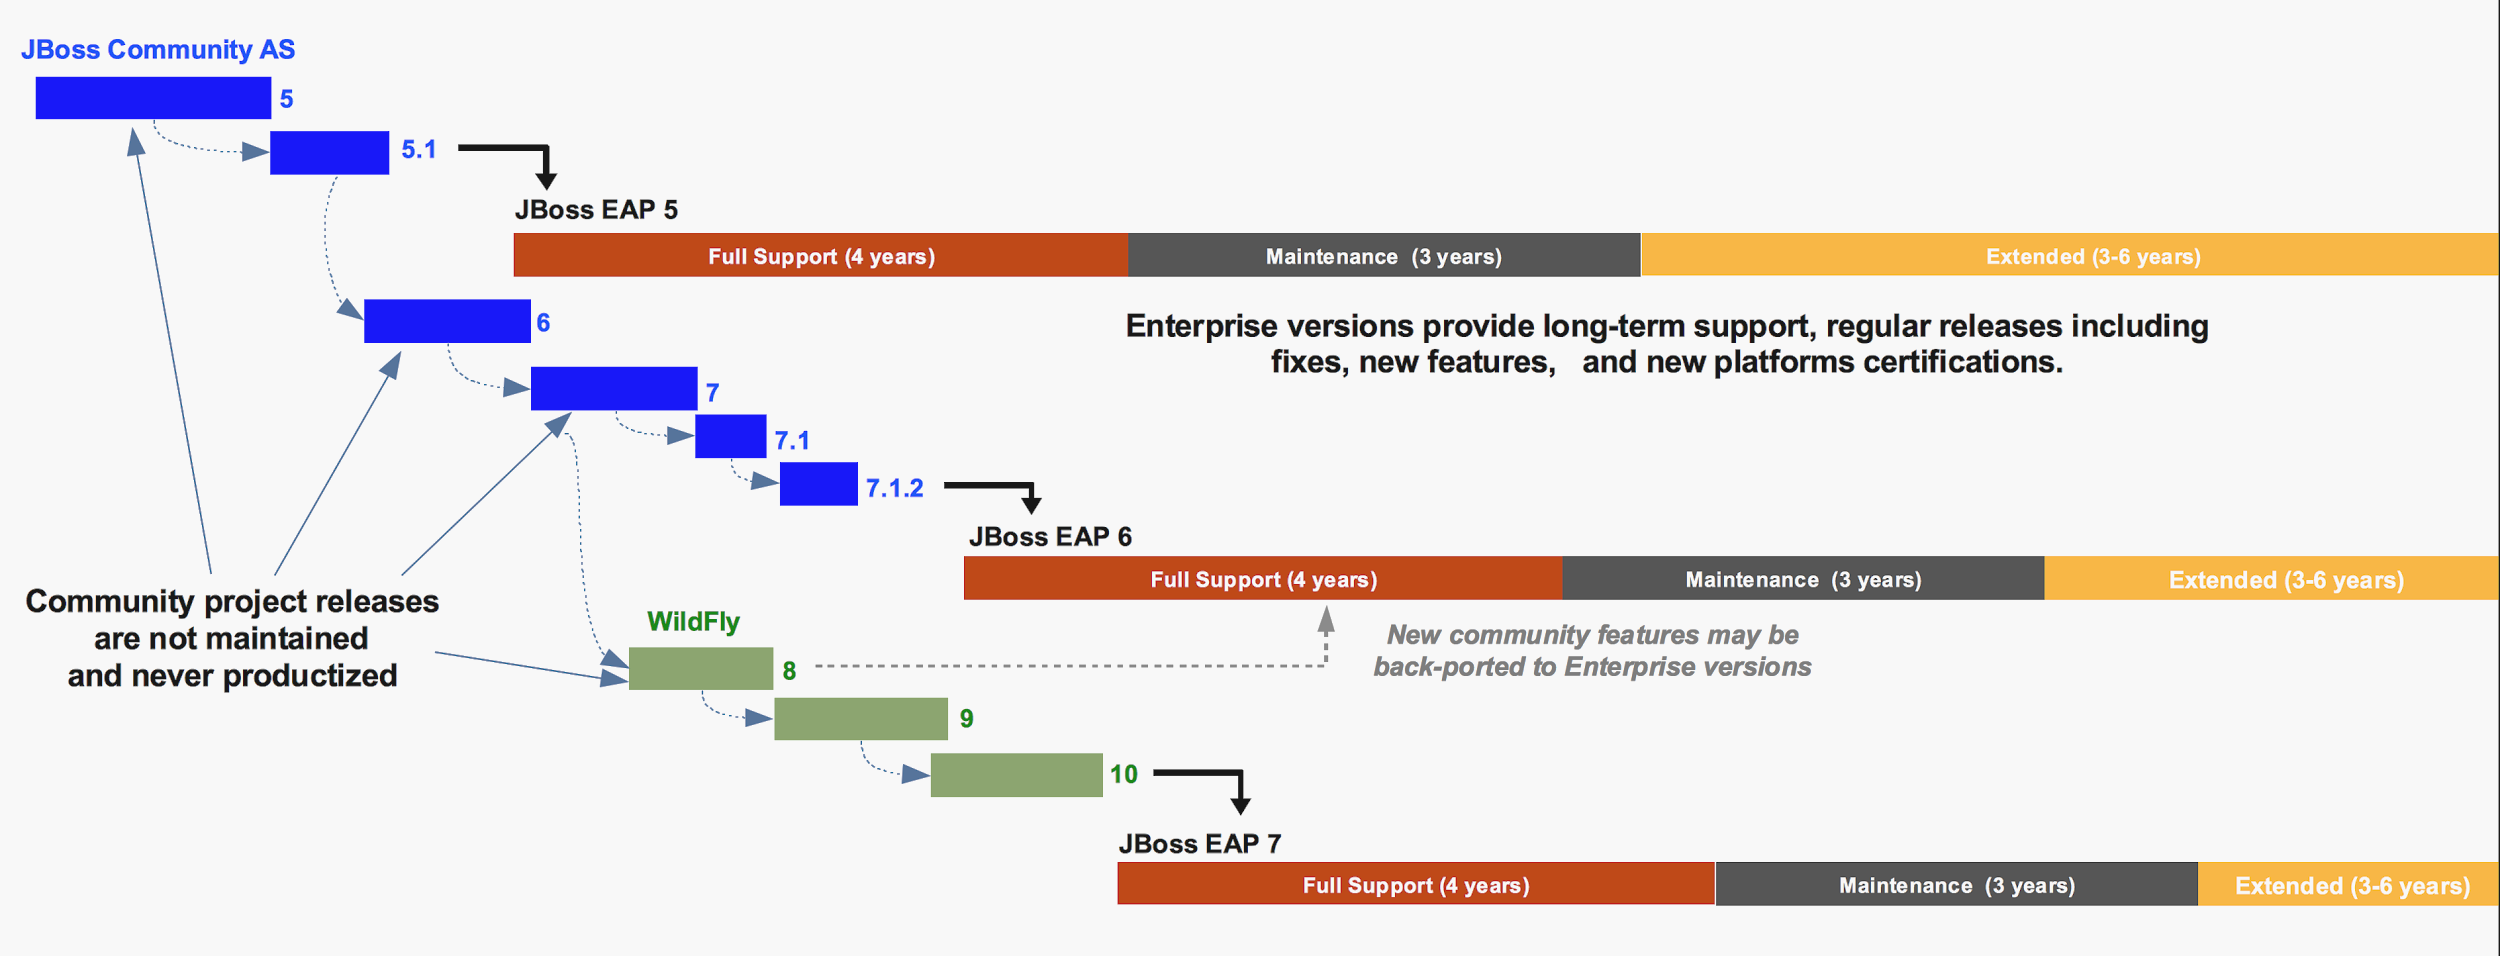 JBoss Community AS
5
5.1
JBoss EAP 5
Full Support (4 years)
Maintenance (3 years)
Extended (3-6 years)
6
Enterprise versions provide long-term support, regular releases including
fixes, new features, and new platforms certifications.
7
7.1
7.1.2
JBoss EAP 6
Full Support (4 years)
Maintenance (3 years)
Extended (3-6 years)
Community project releases
are not maintained
and never productized
WildFly
8
New community features may be
back-ported to Enterprise versions
9
10
JBoss EAP 7
Full Support (4 years)
Maintenance (3 years)
Extended (3-6 years)